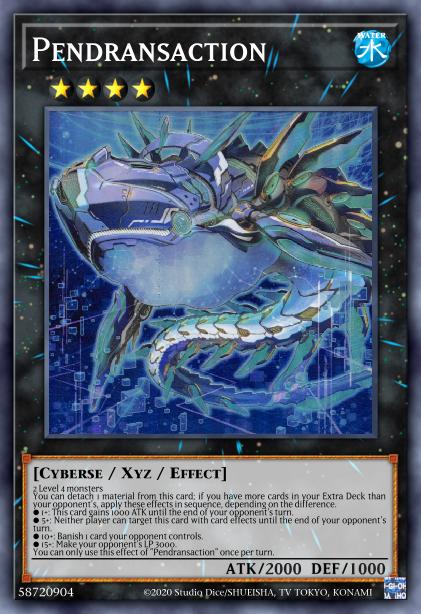 PENDRANSACTION
WATER
水
[CYBERSE / XYZ / EFFECT]
2 Level 4 monsters
You can detach 1 material from this card; if you have more cards in your Extra Deck than
your opponent's, apply these effects in sequence, depending on the difference.
●1+: This card gains 1000 ATK until the end of your opponent's turn.
●5+: Neither player can target this card with card effects until the end of your opponent's
turn.
●10+: Banish 1 card your opponent controls.
●15+: Make your opponent's LP 3000.
You can only use this effect of "Pendransaction" once per turn.
ATK/2000 DEF/1000
58720904
©2020 Studio Dice/SHUEISHA, TV TOKYO, KONAMI